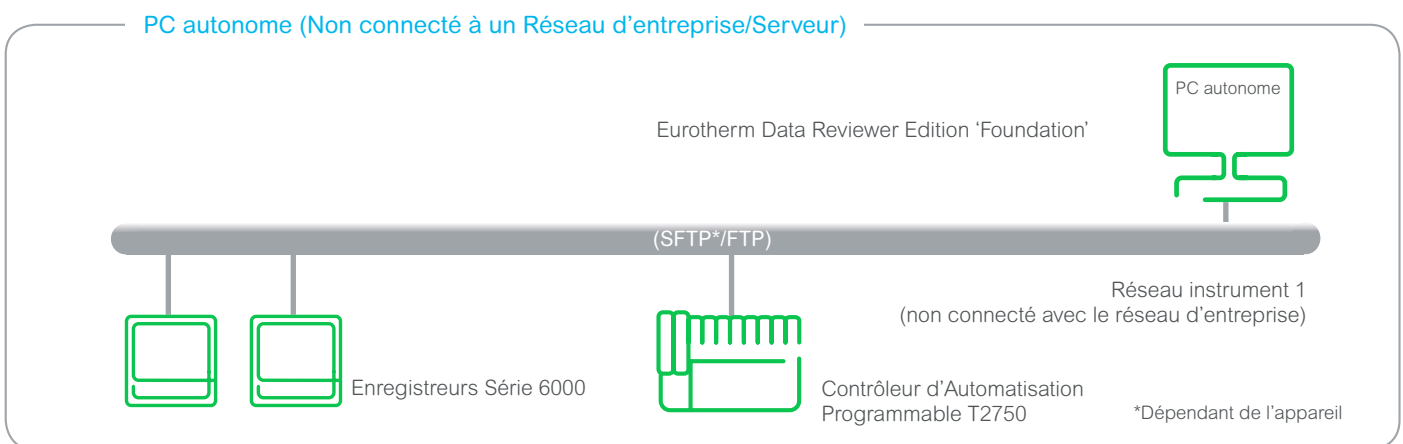 PC autonome (Non connecté à un Réseau d’entreprise/Serveur)
PC autonome
Eurotherm Data Reviewer Edition ‘Foundation’
(SFTP*/FTP)
Réseau instrument 1
(non connecté avec le réseau d’entreprise)
Enregistreurs Série 6000
Contrôleur d’Automatisation
Programmable T2750
*Dépendant de l’appareil